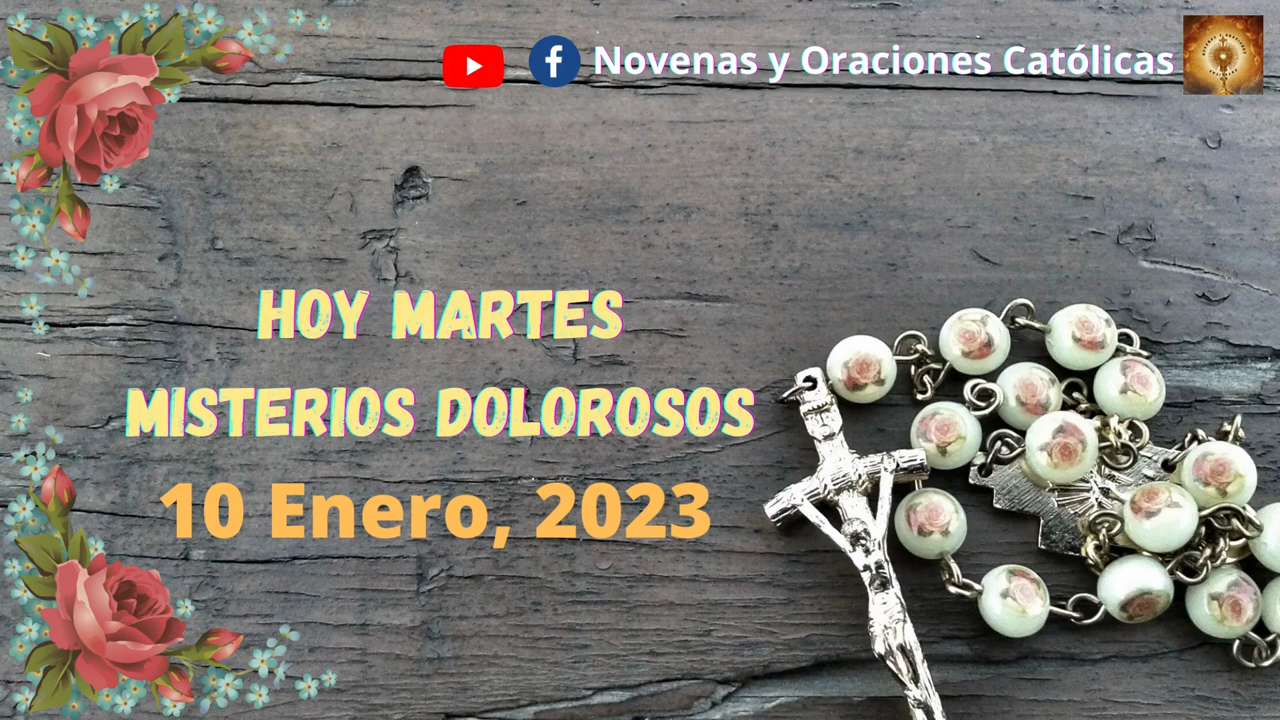 Novenas y Oraciones Católicas
HOY MARTES
MISTERIOS DOLOROSOS
10 Enero, 2023